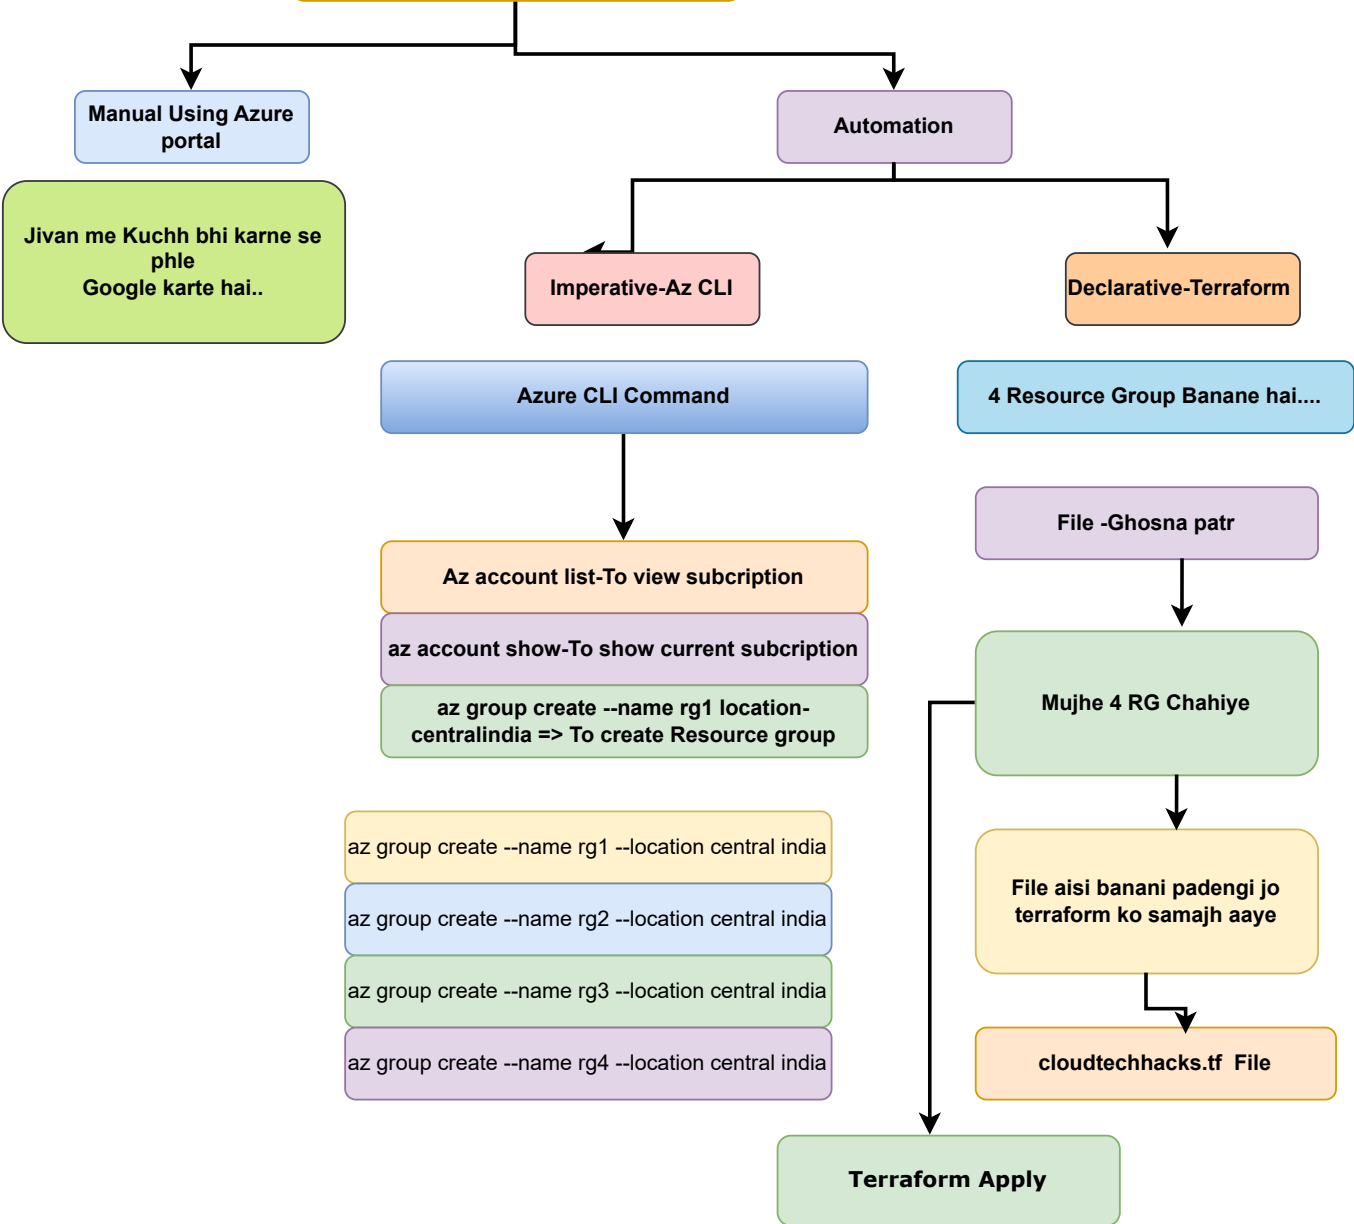 Manual Using Azure
portal
Automation
Jivan me Kuchh bhi karne se
phle
Google karte hai..
Imperative-Az CLI
Declarative-Terraform
Azure CLI Command
4 Resource Group Banane hai....
File -Ghosna patr
Az account list-To view subcription
az account show-To show current subcription
az group create --name rg1 location-
centralindia => To create Resource group
Mujhe 4 RG Chahiye
az group create --name rg1 --location central india
az group create --name rg2 --location central india
az group create --name rg3 --location central india
az group create --name rg4 --location central india
File aisi banani padengi jo
terraform ko samajh aaye
cloudtechhacks.tf  File
Terraform Apply